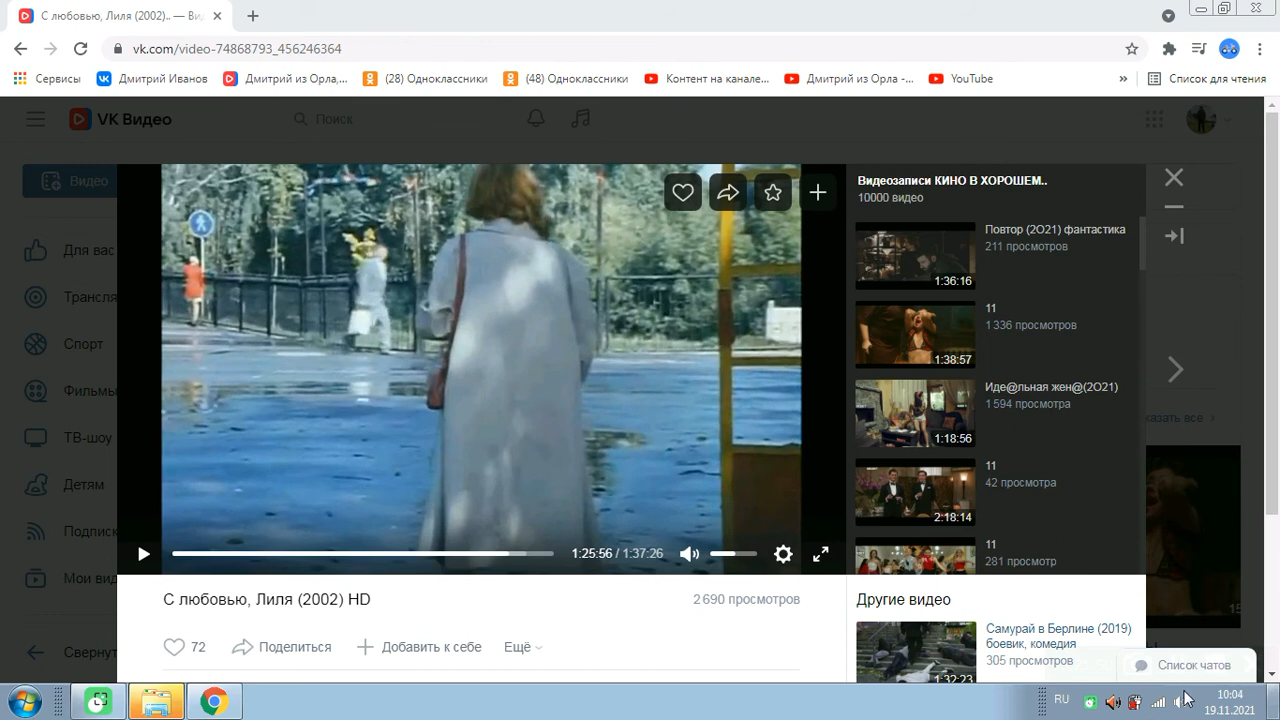 С любовью, Лиля (2002).. — Ви
vk.com/video-74868793_456246364
Сервисы
Дмитрий Иванов
Дмитрий из Орла,...
(28) Одноклассники
(48) Одноклассники
Контент на канале...
Дмитрий из Орла -...
YouTube
»
Список для чтения
VK Видео
Поиск
Видео
Для вас
Трансля
Спорт
Фильмы
ТВ-шоу
Детям
Подписк
Мои вид
Свернут
Видеозаписи КИНО В ХОРОШЕМ..
10000 видео
Повтор (2О21) фантастика
211 просмотров
1:36:16
11
1 336 просмотров
1:38:57
Иде@льная жен@(2О21)
1 594 просмотра
1:18:56
11
42 просмотра
2:18:14
11
281 просмотр
казать все
1:25:56 / 1:37:26
С любовью, Лиля (2002) HD
2 690 просмотров
72
Поделиться
Добавить к себе
Ещё
Другие видео
Самурай в Берлине (2019)
боевик, комедия
305 просмотров
1:32:23
Список чатов
RU
10:04
19.11.2021